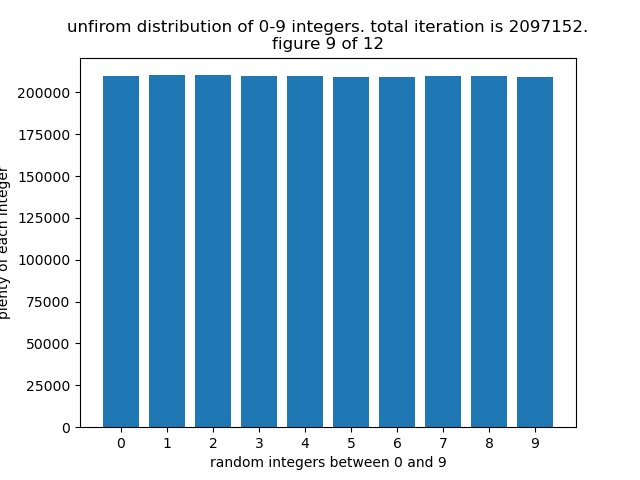 unfirom distribution of 0-9 integers. total iteration is 2097152.
figure 9 of 12
200000
175000
150000
125000
100000
75000
50000
25000
0
plenty of each integer
0 1 2 3 4 5 6 7 8 9
random integers between 0 and 9